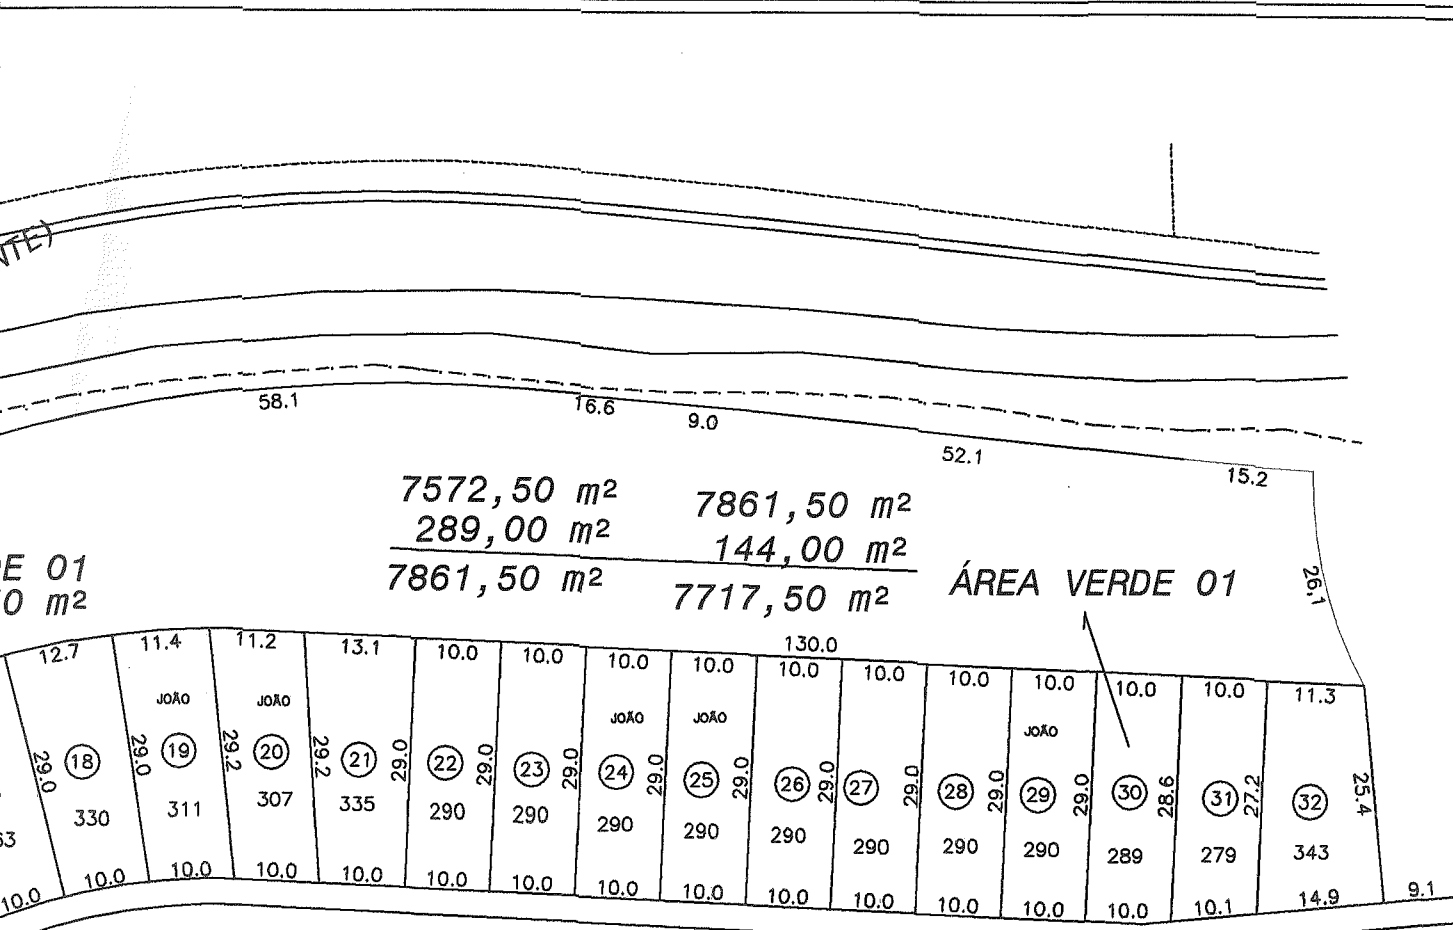 NTE)
58.1
16.6
9.0
52.1
15.2
7572,50 m²
289,00 m²
7861,50 m²
7861,50 m²
144,00 m²
7717,50 m²
E 01
0 m²
ÁREA VERDE 01
26,1
12.7 11.4 11.2 13.1 10.0 10.0 10.0 10.0 130.0 10.0 10.0 10.0 10.0 10.0 10.0 11.3
JOÃO JOÃO JOÃO JOÃO JOÃO
29.0 18 29.0 19 29.2 20 29.2 21 29.0 22 29.0 23 29.0 24 29.0 25 29.0 26 29.0 27 29.0 28 29.0 29 29.0 30 28.6 31 27.2 32 25.4
63 330 311 307 335 290 290 290 290 290 290 290 290 289 279 343
10.0 10.0 10.0 10.0 10.0 10.0 10.0 10.0 10.0 10.0 10.0 10.0 10.0 10.0 10.1 14.9 9.1